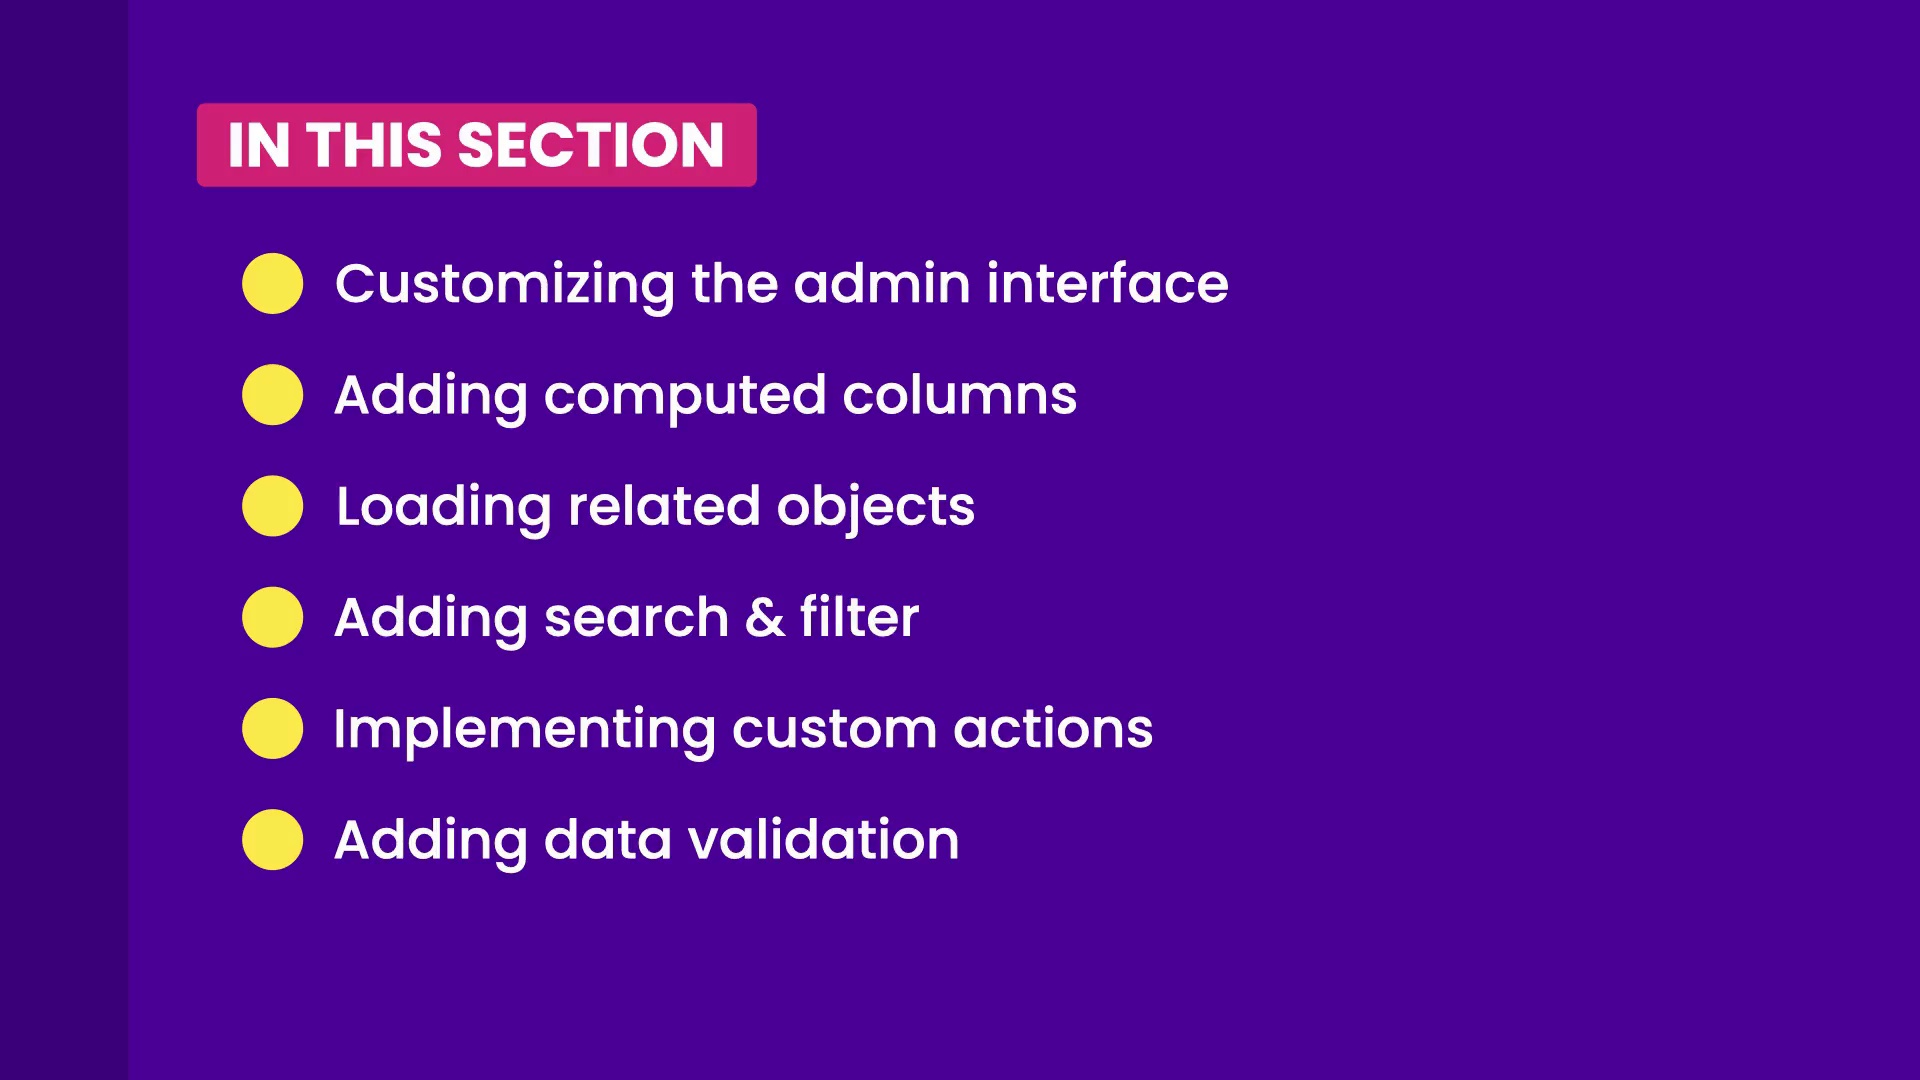 IN THIS SECTION
Customizing the admin interface
Adding computed columns
Loading related objects
Adding search & filter
Implementing custom actions
Adding data validation